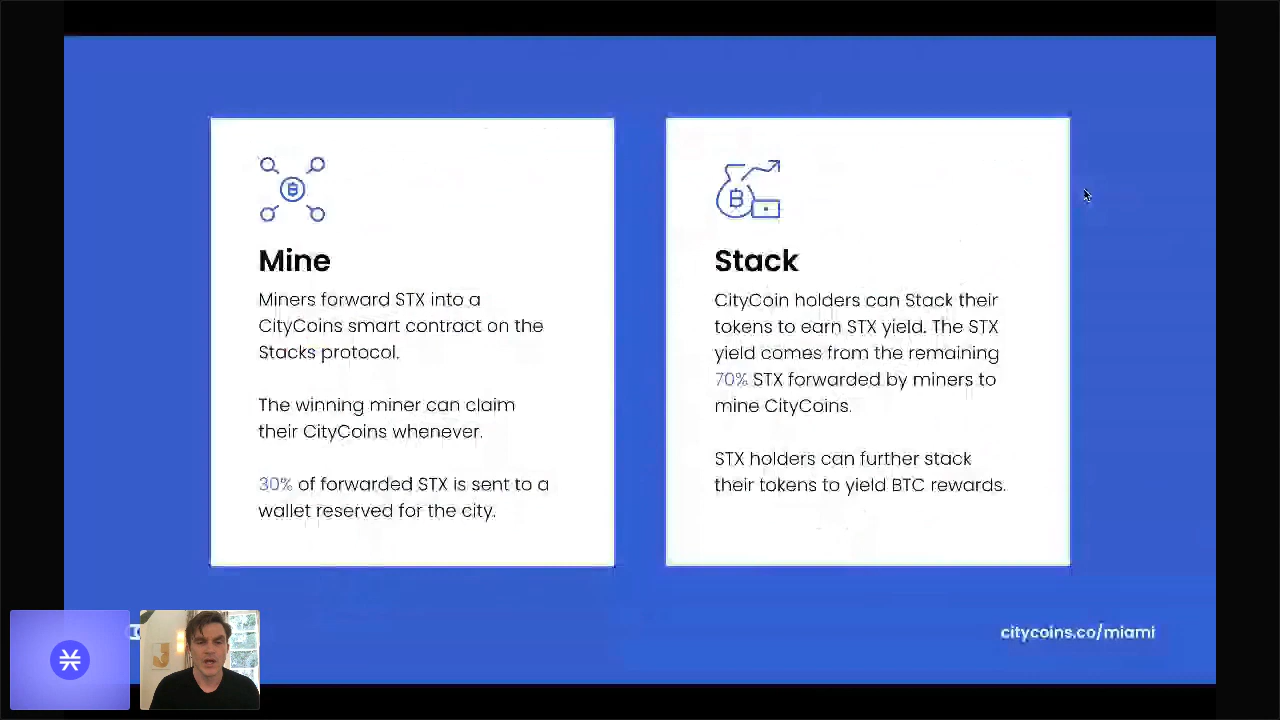 Mine
Miners forward STX into a
CityCoins smart contract on the
Stacks protocol.
The winning miner can claim
their CityCoins whenever.
30% of forwarded STX is sent to a
wallet reserved for the city.
Stack
CityCoin holders can Stack their
tokens to earn STX yield. The STX
yield comes from the remaining
70% STX forwarded by miners to
mine CityCoins.
STX holders can further stack
their tokens to yield BTC rewards.
citycoins.co/miami